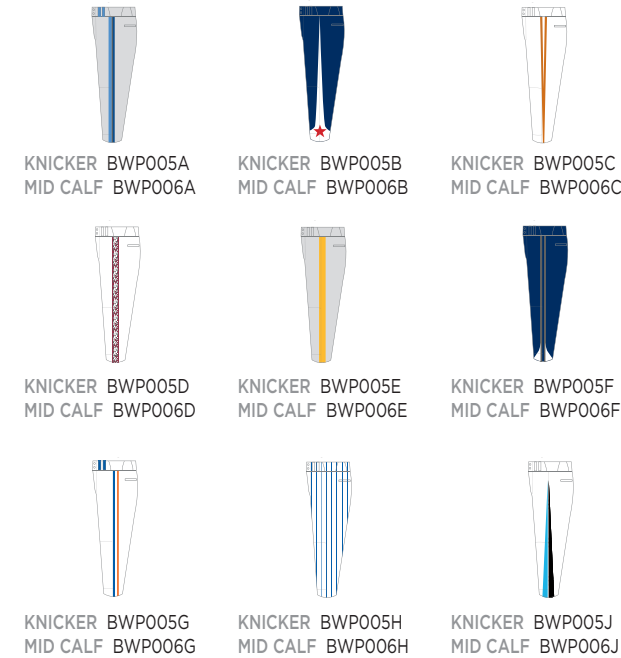 KNICKER BWP005A
MID CALF BWP006A
KNICKER BWP005B
MID CALF BWP006B
KNICKER BWP005C
MID CALF BWP006C
KNICKER BWP005D
MID CALF BWP006D
KNICKER BWP005E
MID CALF BWP006E
KNICKER BWP005F
MID CALF BWP006F
KNICKER BWP005G
MID CALF BWP006G
KNICKER BWP005H
MID CALF BWP006H
KNICKER BWP005J
MID CALF BWP006J